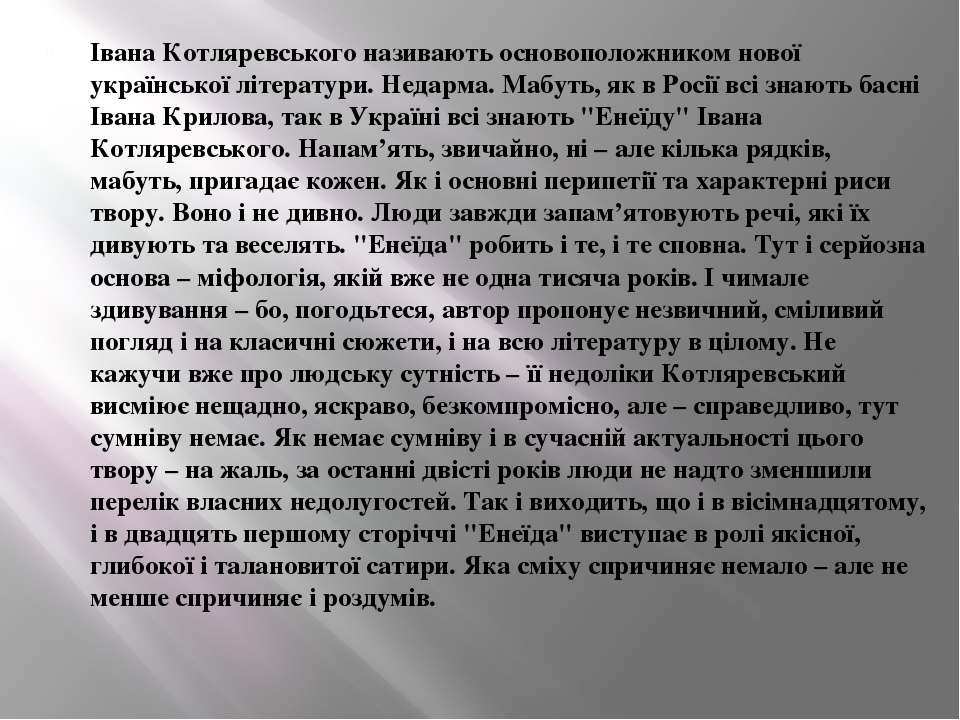 Івана Котляревського називають основоположником нової
української літератури. Недарма. Мабуть, як в Росії всі знають басні
Івана Крилова, так в Україні всі знають "Енеїду" Івана
Котляревського. Напам’ять, звичайно, ні – але кілька рядків,
мабуть, пригадає кожен. Як і основні перипетії та характерні риси
твору. Воно і не дивно. Люди завжди запам’ятовують речі, які їх
дивують та веселять. "Енеїда" робить і те, і те сповна. Тут і серйозна
основа – міфологія, якій вже не одна тисяча років. І чимале
здивування – бо, погодьтеся, автор пропонує незвичний, сміливий
погляд і на класичні сюжети, і на всю літературу в цілому. Не
кажучи вже про людську сутність – її недоліки Котляревський
висміює нещадно, яскраво, безкомпромісно, але – справедливо, тут
сумніву немає. Як немає сумніву і в сучасній актуальності цього
твору – на жаль, за останні двісті років люди не надто зменшили
перелік власних недолугостей. Так і виходить, що і в вісімнадцятому,
і в двадцять першому сторіччі "Енеїда" виступає в ролі якісної,
глибокої і талановитої сатири. Яка сміху спричиняє немало – але не
менше спричиняє і роздумів.